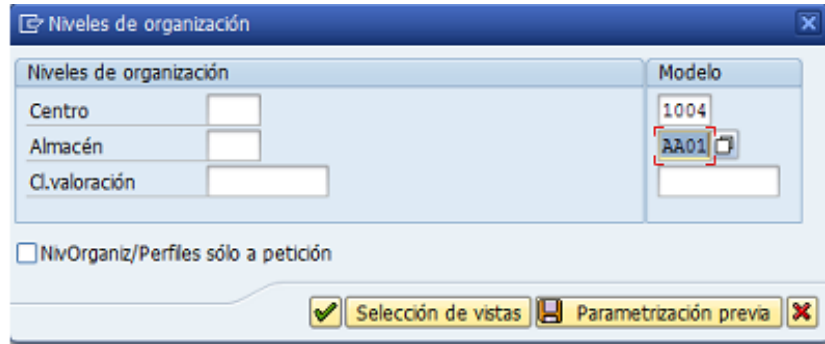 Niveles de organización
Niveles de organización Modelo
Centro 1004
Almacén AA01
Cl.valoración
NivOrganiz/Perfiles sólo a petición
Selección de vistas Parametrización previa